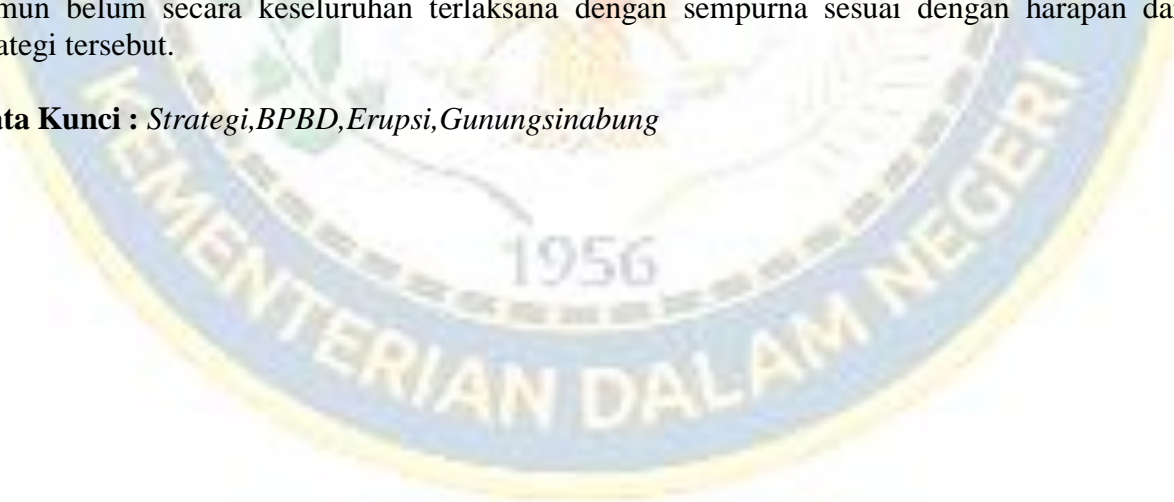 mun belum secara keseluruhan terlaksana dengan sempurna sesuai dengan harapan da
ategi tersebut.
ata Kunci : Strategi,BPBD,Erupsi,Gunungsinabung
1956
KEMENTERIAN DALAM NEGERI